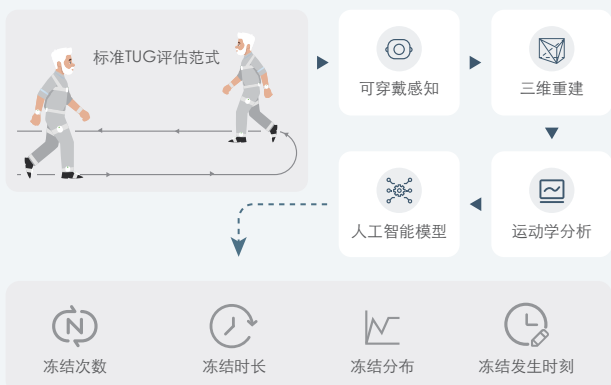 标准TUG评估范式
可穿戴感知
三维重建
人工智能模型
运动学分析
N
冻结次数
冻结时长
冻结分布
冻结发生时刻